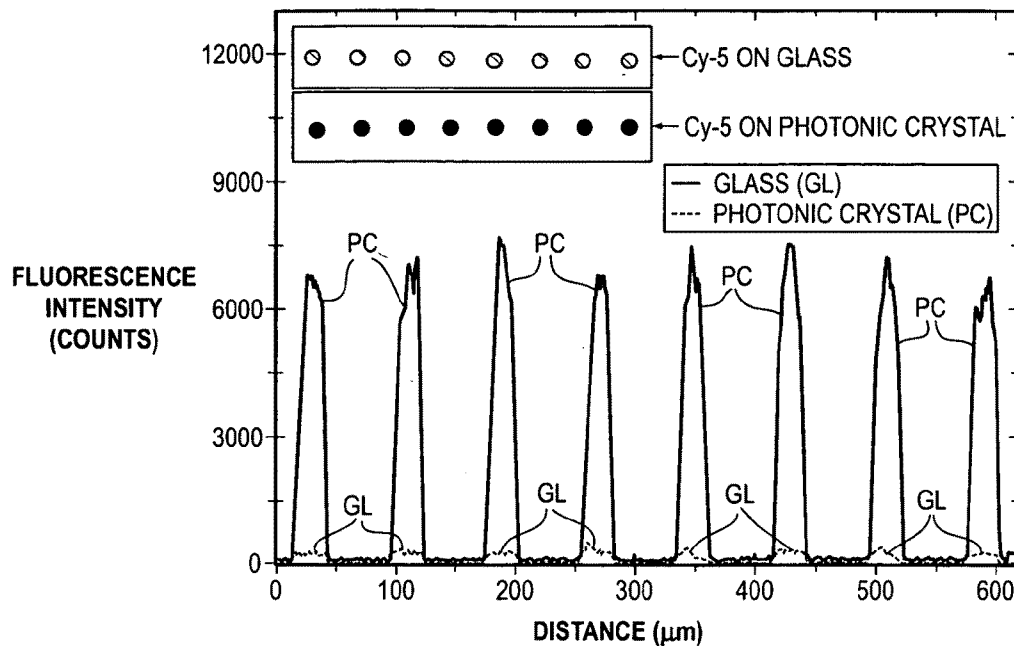 12000
9000
6000
3000
0
FLUORESCENCE
INTENSITY
(COUNTS)
Cy-5 ON GLASS
Cy-5 ON PHOTONIC CRYSTAL
GLASS (GL)
PHOTONIC CRYSTAL (PC)
PC
PC
PC
PC
GL
GL
GL
GL
0
100
200
300
400
500
600
DISTANCE (μm)